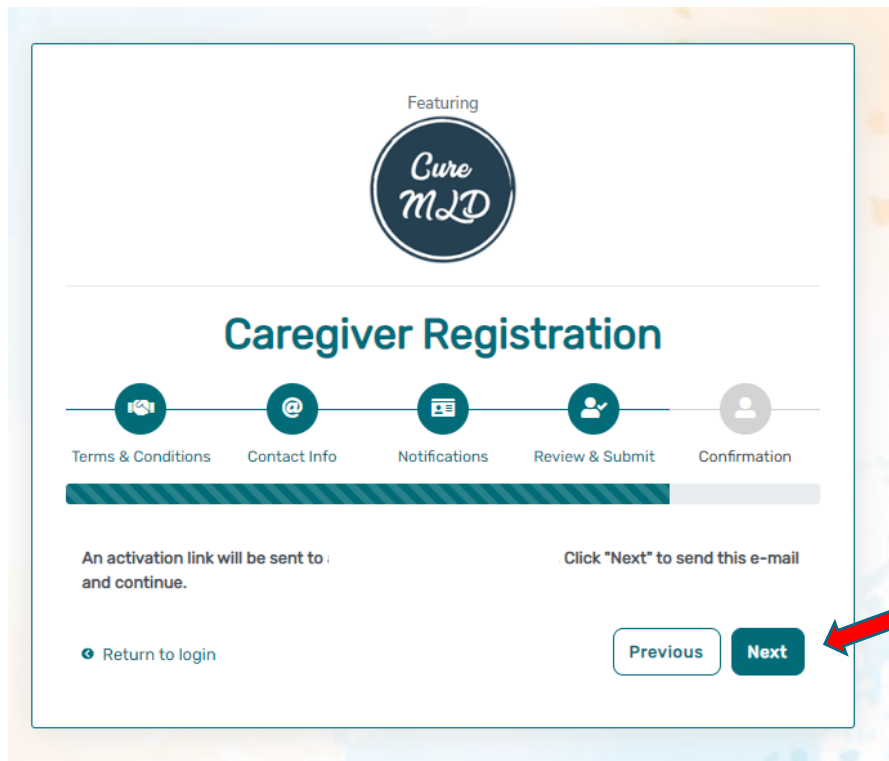 Featuring
Cure
MLD
Caregiver Registration
@
Terms & Conditions Contact Info Notifications Review & Submit Confirmation
An activation link will be sent to Click "Next" to send this e-mail
and continue.
Return to login Previous Next